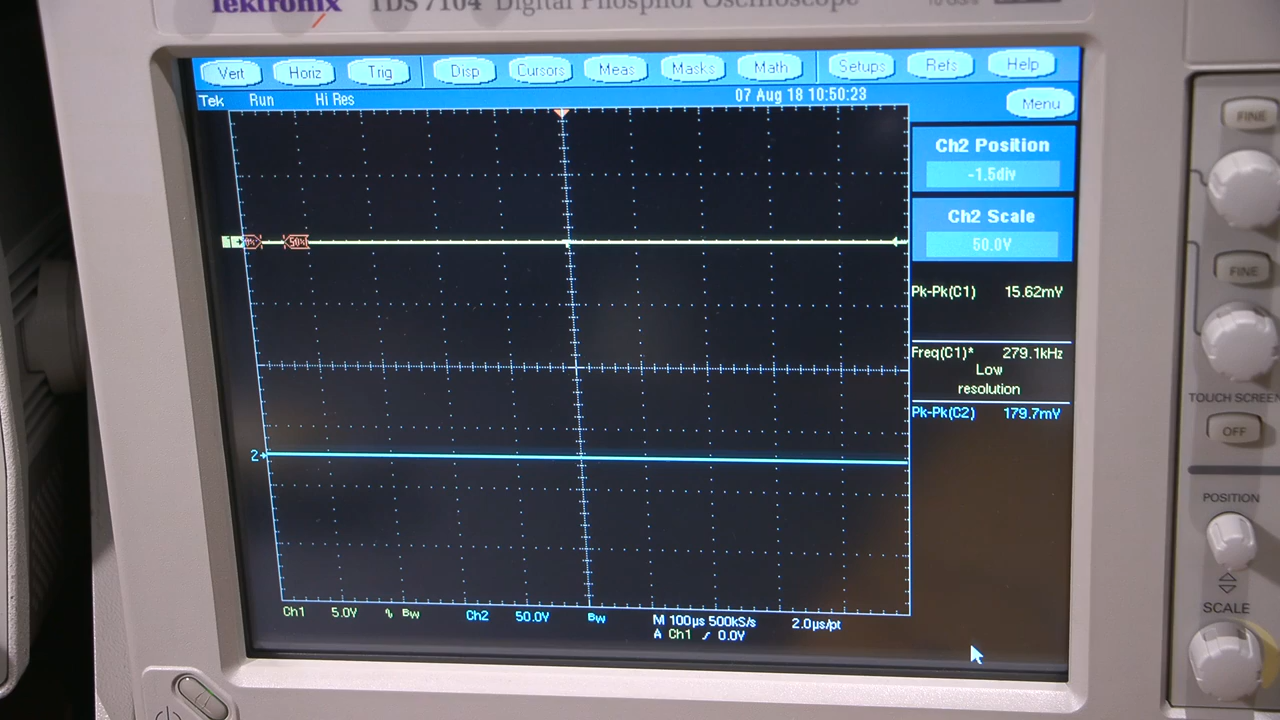 Tektronix TDS 7104 Digital Phosphor Oscilloscope
Vert Horiz Trig Disp Cursors Meas Masks Math Setups Refs Help
Tek Run Hi Res 07 Aug 18 10:50:23
Menu
Ch2 Position
-1.5div
Ch2 Scale
50.0V
1 50%
Pk-Pk(C1) 15.62mV
Freq(C1)* 279.1kHz
Low
resolution
Pk-Pk(C2) 179.7mV
2
Ch1 5.0V ∿ Bw Ch2 50.0V Bw M 100µs 500kS/s 2.0µs/pt
A Ch1 ∫ 0.0V
FINE
FINE
TOUCH SCREEN
OFF
POSITION
SCALE